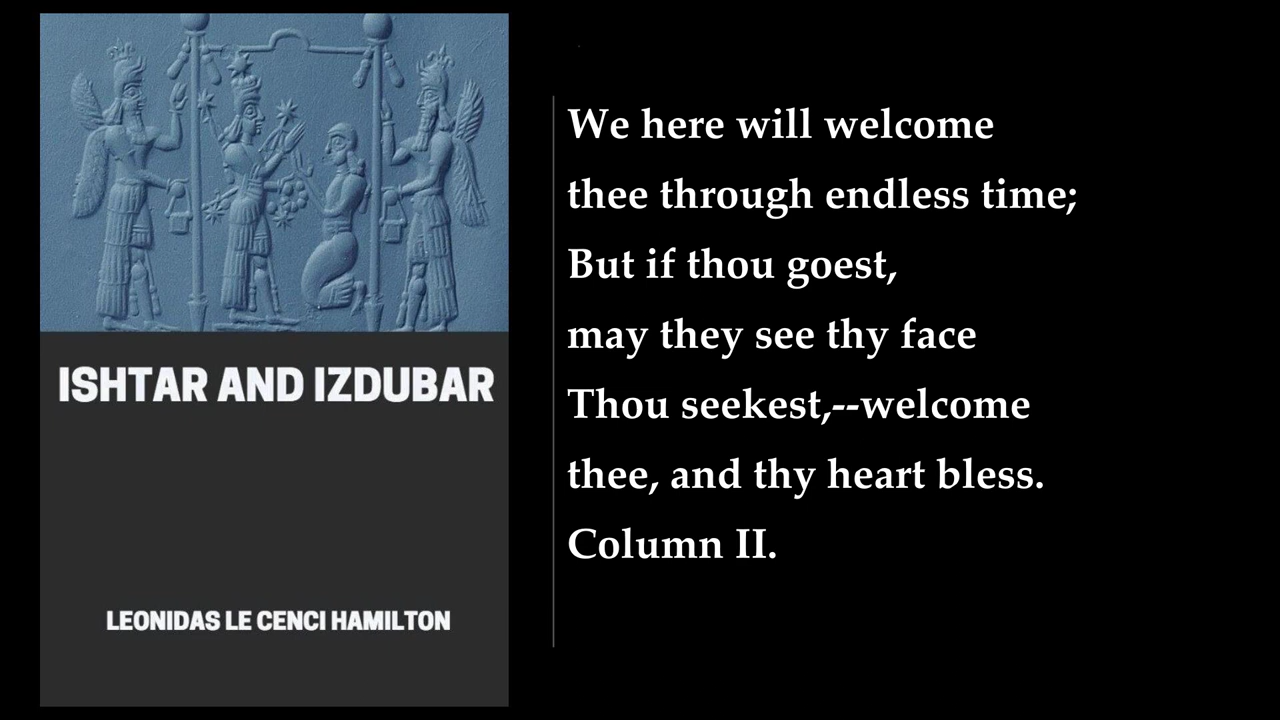 ISHTAR AND IZDUBAR
LEONIDAS LE CENCI HAMILTON
We here will welcome
thee through endless time;
But if thou goest,
may they see thy face
Thou seekest,--welcome
thee, and thy heart bless.
Column II.